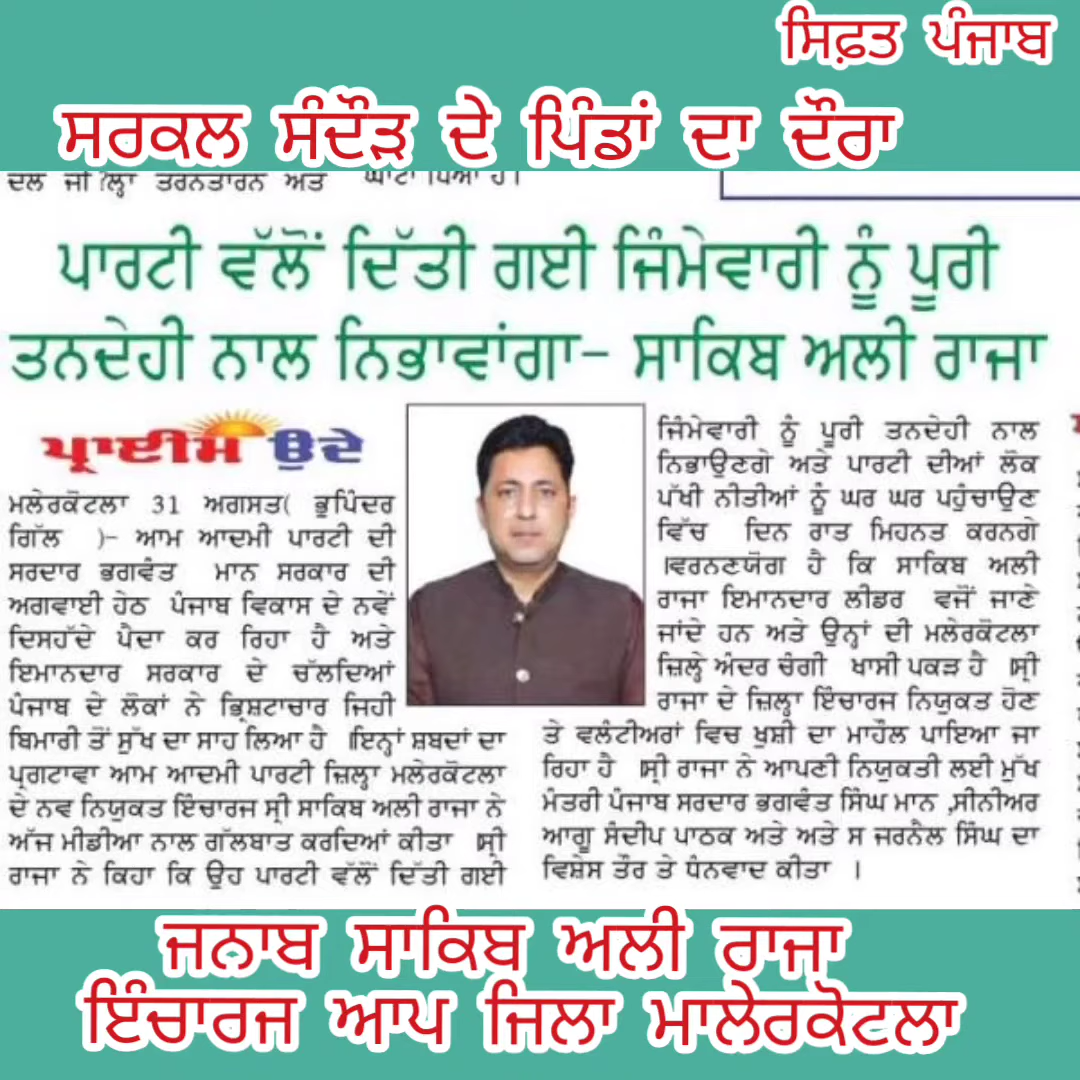 ਸਿਫ਼ਤ ਪੰਜਾਬ
ਸਰਕਲ ਸੰਦੌੜ ਦੇ ਪਿੰਡਾਂ ਦਾ ਦੌਰਾ
ਦਲ ਜੀ ਤਰਨਤਾਰਨ ਅਤੇ ਘਾਟਾ ਪਿਆ ਹੈ।
ਪਾਰਟੀ ਵੱਲੋਂ ਦਿੱਤੀ ਗਈ ਜਿੰਮੇਵਾਰੀ ਨੂੰ ਪੂਰੀ
ਤਨਦੇਹੀ ਨਾਲ ਨਿਭਾਵਾਂਗਾ- ਸਾਕਿਬ ਅਲੀ ਰਾਜਾ
ਪ੍ਰਾਈਮ ਉਦੇ
ਮਲੇਰਕੋਟਲਾ 31 ਅਗਸਤ( ਭੁਪਿੰਦਰ
ਗਿੱਲ )- ਆਮ ਆਦਮੀ ਪਾਰਟੀ ਦੀ
ਸਰਦਾਰ ਭਗਵੰਤ ਮਾਨ ਸਰਕਾਰ ਦੀ
ਅਗਵਾਈ ਹੇਠ ਪੰਜਾਬ ਵਿਕਾਸ ਦੇ ਨਵੇਂ
ਦਿਸਹੱਦੇ ਪੈਦਾ ਕਰ ਰਿਹਾ ਹੈ ਅਤੇ
ਇਮਾਨਦਾਰ ਸਰਕਾਰ ਦੇ ਚੱਲਦਿਆਂ
ਪੰਜਾਬ ਦੇ ਲੋਕਾਂ ਨੇ ਭ੍ਰਿਸ਼ਟਾਚਾਰ ਜਿਹੀ
ਬਿਮਾਰੀ ਤੋਂ ਸੁੱਖ ਦਾ ਸਾਹ ਲਿਆ ਹੈ ।ਇਨ੍ਹਾਂ ਸ਼ਬਦਾਂ ਦਾ
ਪ੍ਰਗਟਾਵਾ ਆਮ ਆਦਮੀ ਪਾਰਟੀ ਜ਼ਿਲ੍ਹਾ ਮਲੇਰਕੋਟਲਾ
ਦੇ ਨਵ ਨਿਯੁਕਤ ਇੰਚਾਰਜ ਸ੍ਰੀ ਸਾਕਿਬ ਅਲੀ ਰਾਜਾ ਨੇ
ਅੱਜ ਮੀਡੀਆ ਨਾਲ ਗੱਲਬਾਤ ਕਰਦਿਆਂ ਕੀਤਾ ।ਸ੍ਰੀ
ਰਾਜਾ ਨੇ ਕਿਹਾ ਕਿ ਉਹ ਪਾਰਟੀ ਵੱਲੋਂ ਦਿੱਤੀ ਗਈ
ਜਿੰਮੇਵਾਰੀ ਨੂੰ ਪੂਰੀ ਤਨਦੇਹੀ ਨਾਲ
ਨਿਭਾਉਣਗੇ ਅਤੇ ਪਾਰਟੀ ਦੀਆਂ ਲੋਕ
ਪੱਖੀ ਨੀਤੀਆਂ ਨੂੰ ਘਰ ਘਰ ਪਹੁੰਚਾਉਣ
ਵਿੱਚ ਦਿਨ ਰਾਤ ਮਿਹਨਤ ਕਰਨਗੇ
।ਵਰਨਣਯੋਗ ਹੈ ਕਿ ਸਾਕਿਬ ਅਲੀ
ਰਾਜਾ ਇਮਾਨਦਾਰ ਲੀਡਰ ਵਜੋਂ ਜਾਣੇ
ਜਾਂਦੇ ਹਨ ਅਤੇ ਉਨ੍ਹਾਂ ਦੀ ਮਲੇਰਕੋਟਲਾ
ਜ਼ਿਲ੍ਹੇ ਅੰਦਰ ਚੰਗੀ ਖਾਸੀ ਪਕੜ ਹੈ ।ਸ੍ਰੀ
ਰਾਜਾ ਦੇ ਜ਼ਿਲ੍ਹਾ ਇੰਚਾਰਜ ਨਿਯੁਕਤ ਹੋਣ
ਤੇ ਵਲੰਟੀਅਰਾਂ ਵਿਚ ਖੁਸ਼ੀ ਦਾ ਮਾਹੌਲ ਪਾਇਆ ਜਾ
ਰਿਹਾ ਹੈ ।ਸ੍ਰੀ ਰਾਜਾ ਨੇ ਆਪਣੀ ਨਿਯੁਕਤੀ ਲਈ ਮੁੱਖ
ਮੰਤਰੀ ਪੰਜਾਬ ਸਰਦਾਰ ਭਗਵੰਤ ਸਿੰਘ ਮਾਨ ,ਸੀਨੀਅਰ
ਆਗੂ ਸੰਦੀਪ ਪਾਠਕ ਅਤੇ ਅਤੇ ਸ ਜਰਨੈਲ ਸਿੰਘ ਦਾ
ਵਿਸ਼ੇਸ ਤੌਰ ਤੇ ਧੰਨਵਾਦ ਕੀਤਾ ।
ਜਨਾਬ ਸਾਕਿਬ ਅਲੀ ਰਾਜਾ
ਇੰਚਾਰਜ ਆਪ ਜਿਲਾ ਮਾਲੇਰਕੋਟਲਾ